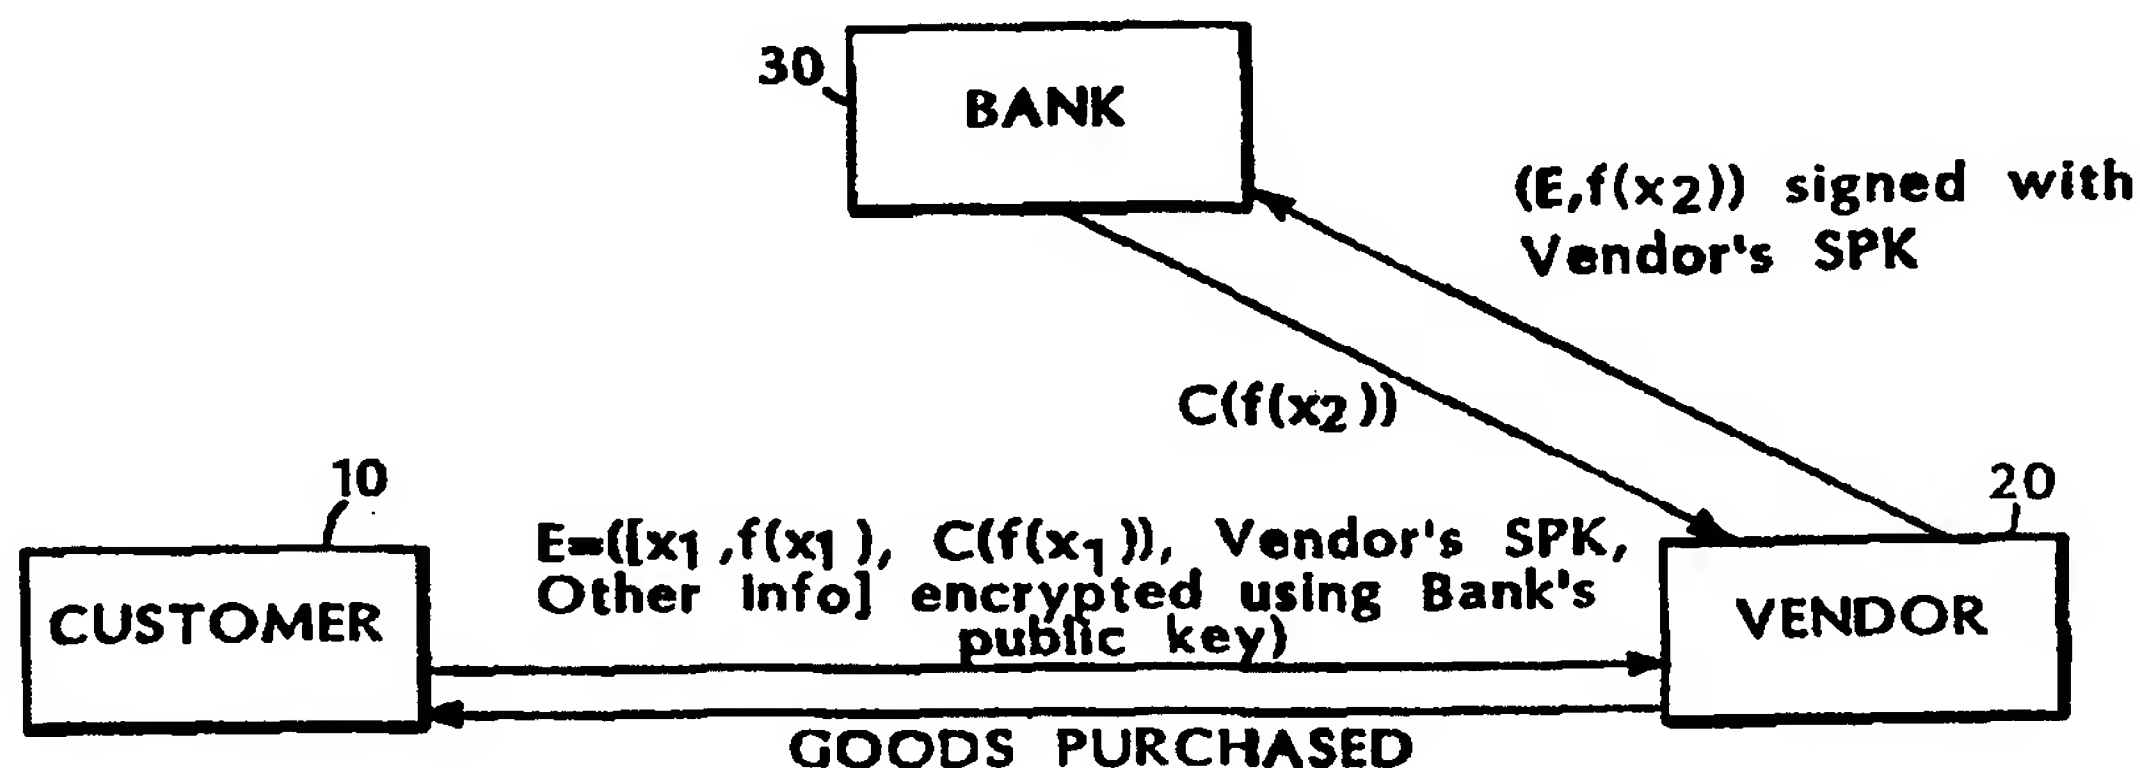 30
BANK
(E,f(x2)) signed with
Vendor's SPK
C(f(x2))
10
20
E=([x1,f(x1), C(f(x1)), Vendor's SPK,
Other info] encrypted using Bank's
public key)
CUSTOMER
VENDOR
GOODS PURCHASED